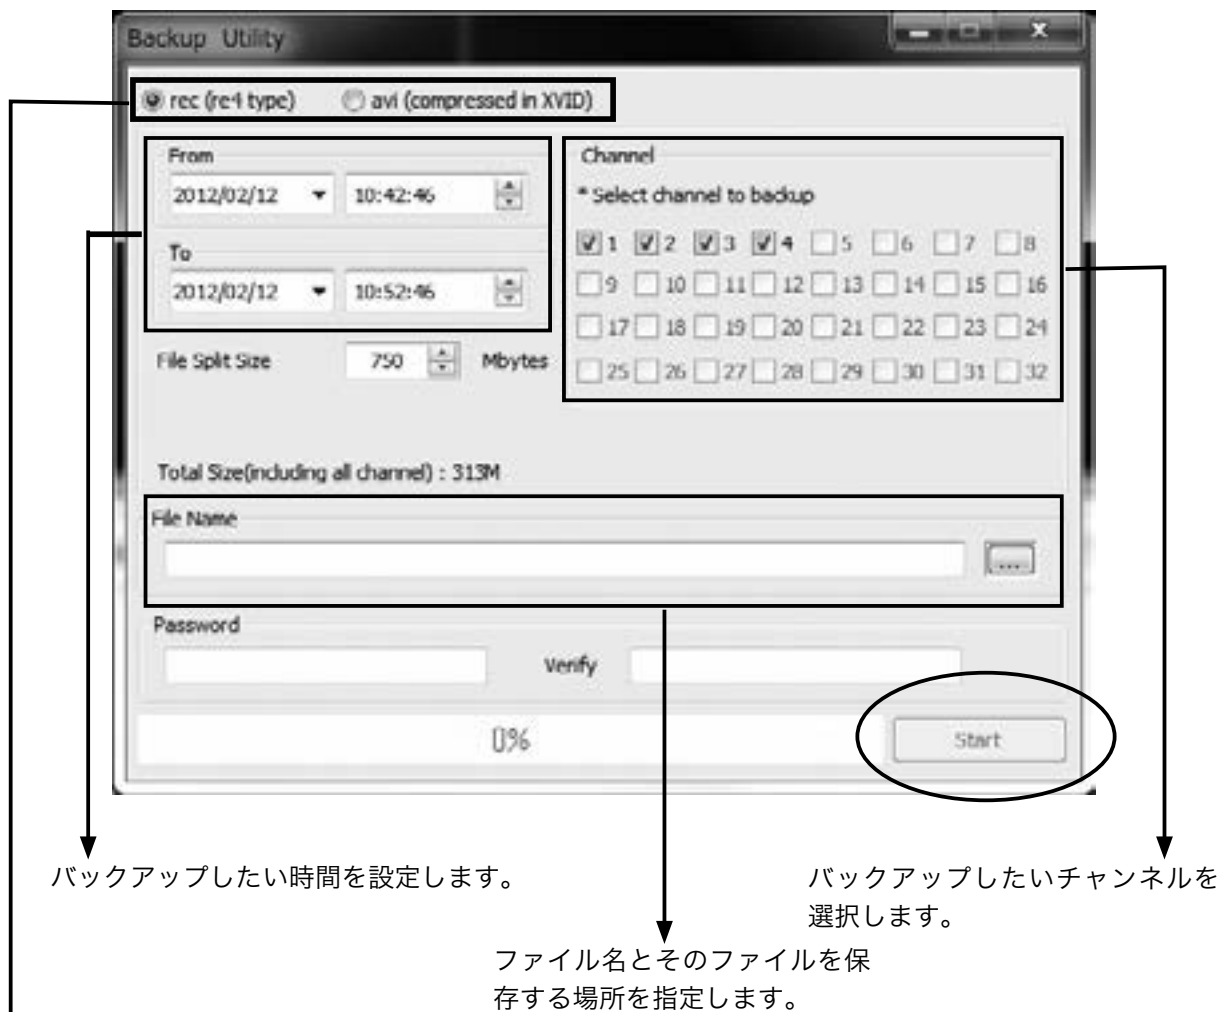 Backup Utility
rec (re4 type) avi (compressed in XVID)
From
2012/02/12 10:42:46
To
2012/02/12 10:52:46
File Split Size 750 Mbytes
Channel
* Select channel to backup
1 2 3 4 5 6 7 8
9 10 11 12 13 14 15 16
17 18 19 20 21 22 23 24
25 26 27 28 29 30 31 32
Total Size(including all channel) : 313M
File Name
...
Password
Verify
0%
Start
バックアップしたい時間を設定します。
バックアップしたいチャンネルを
選択します。
ファイル名とそのファイルを保
存する場所を指定します。